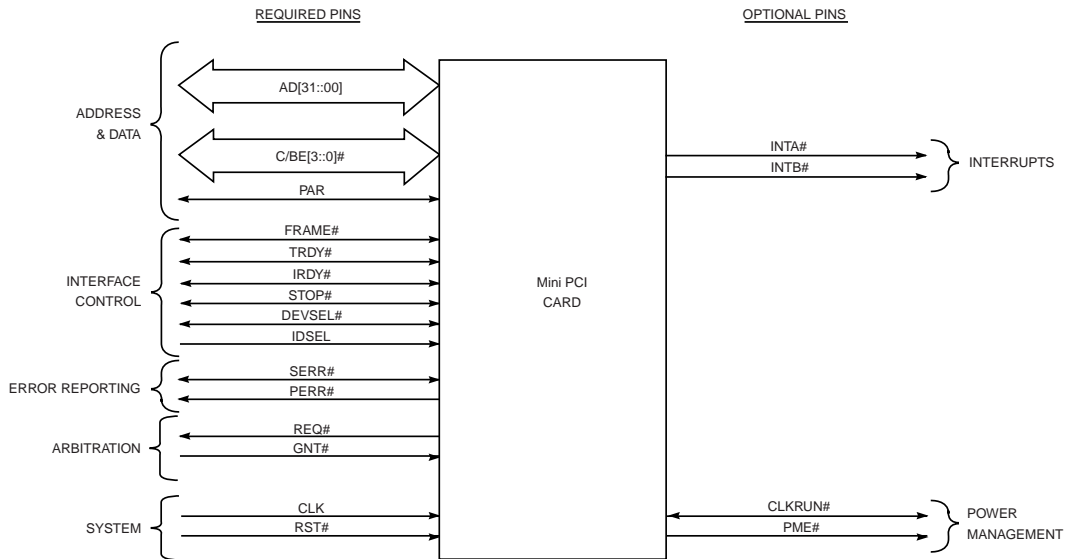 REQUIRED PINS
OPTIONAL PINS
ADDRESS
& DATA
AD[31::00]
C/BE[3::0]#
PAR
INTERFACE
CONTROL
FRAME#
TRDY#
IRDY#
STOP#
DEVSEL#
IDSEL
ERROR REPORTING
SERR#
PERR#
ARBITRATION
REQ#
GNT#
SYSTEM
CLK
RST#
Mini PCI
CARD
INTA#
INTB#
INTERRUPTS
CLKRUN#
PME#
POWER
MANAGEMENT